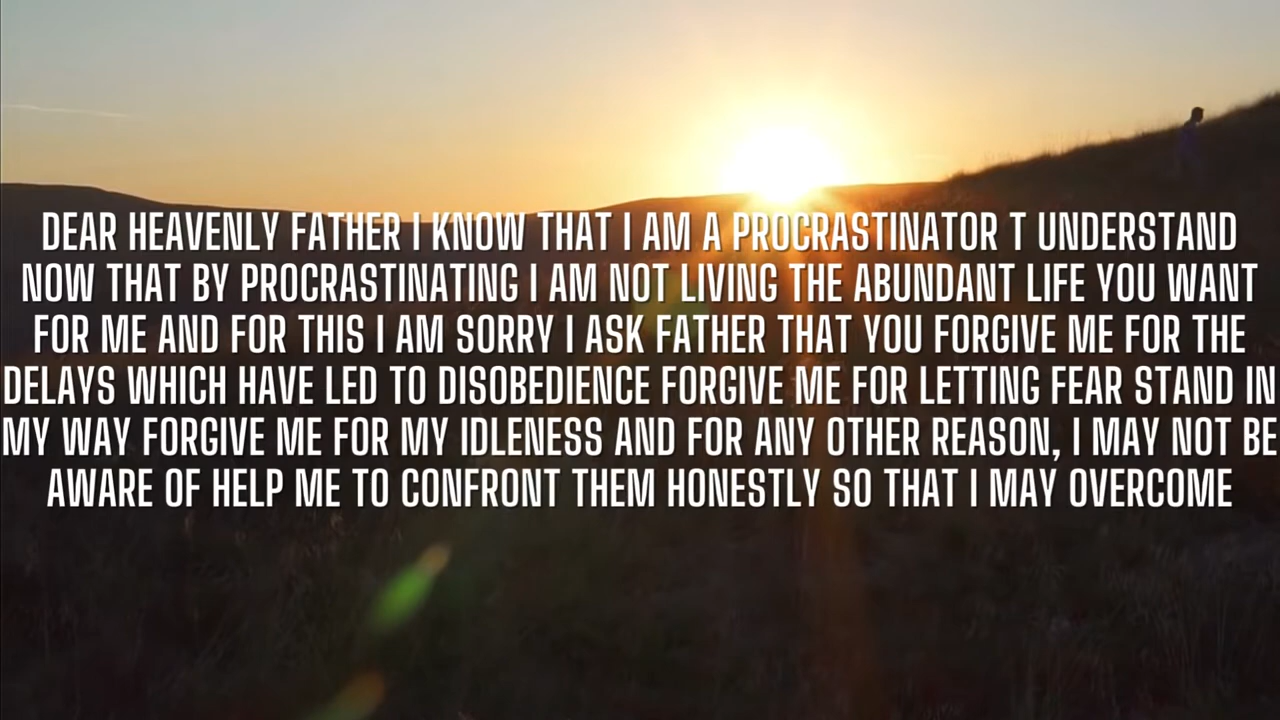 DEAR HEAVENLY FATHER I KNOW THAT I AM A PROCRASTINATOR T UNDERSTAND
NOW THAT BY PROCRASTINATING I AM NOT LIVING THE ABUNDANT LIFE YOU WANT
FOR ME AND FOR THIS I AM SORRY I ASK FATHER THAT YOU FORGIVE ME FOR THE
DELAYS WHICH HAVE LED TO DISOBEDIENCE FORGIVE ME FOR LETTING FEAR STAND IN
MY WAY FORGIVE ME FOR MY IDLENESS AND FOR ANY OTHER REASON, I MAY NOT BE
AWARE OF HELP ME TO CONFRONT THEM HONESTLY SO THAT I MAY OVERCOME